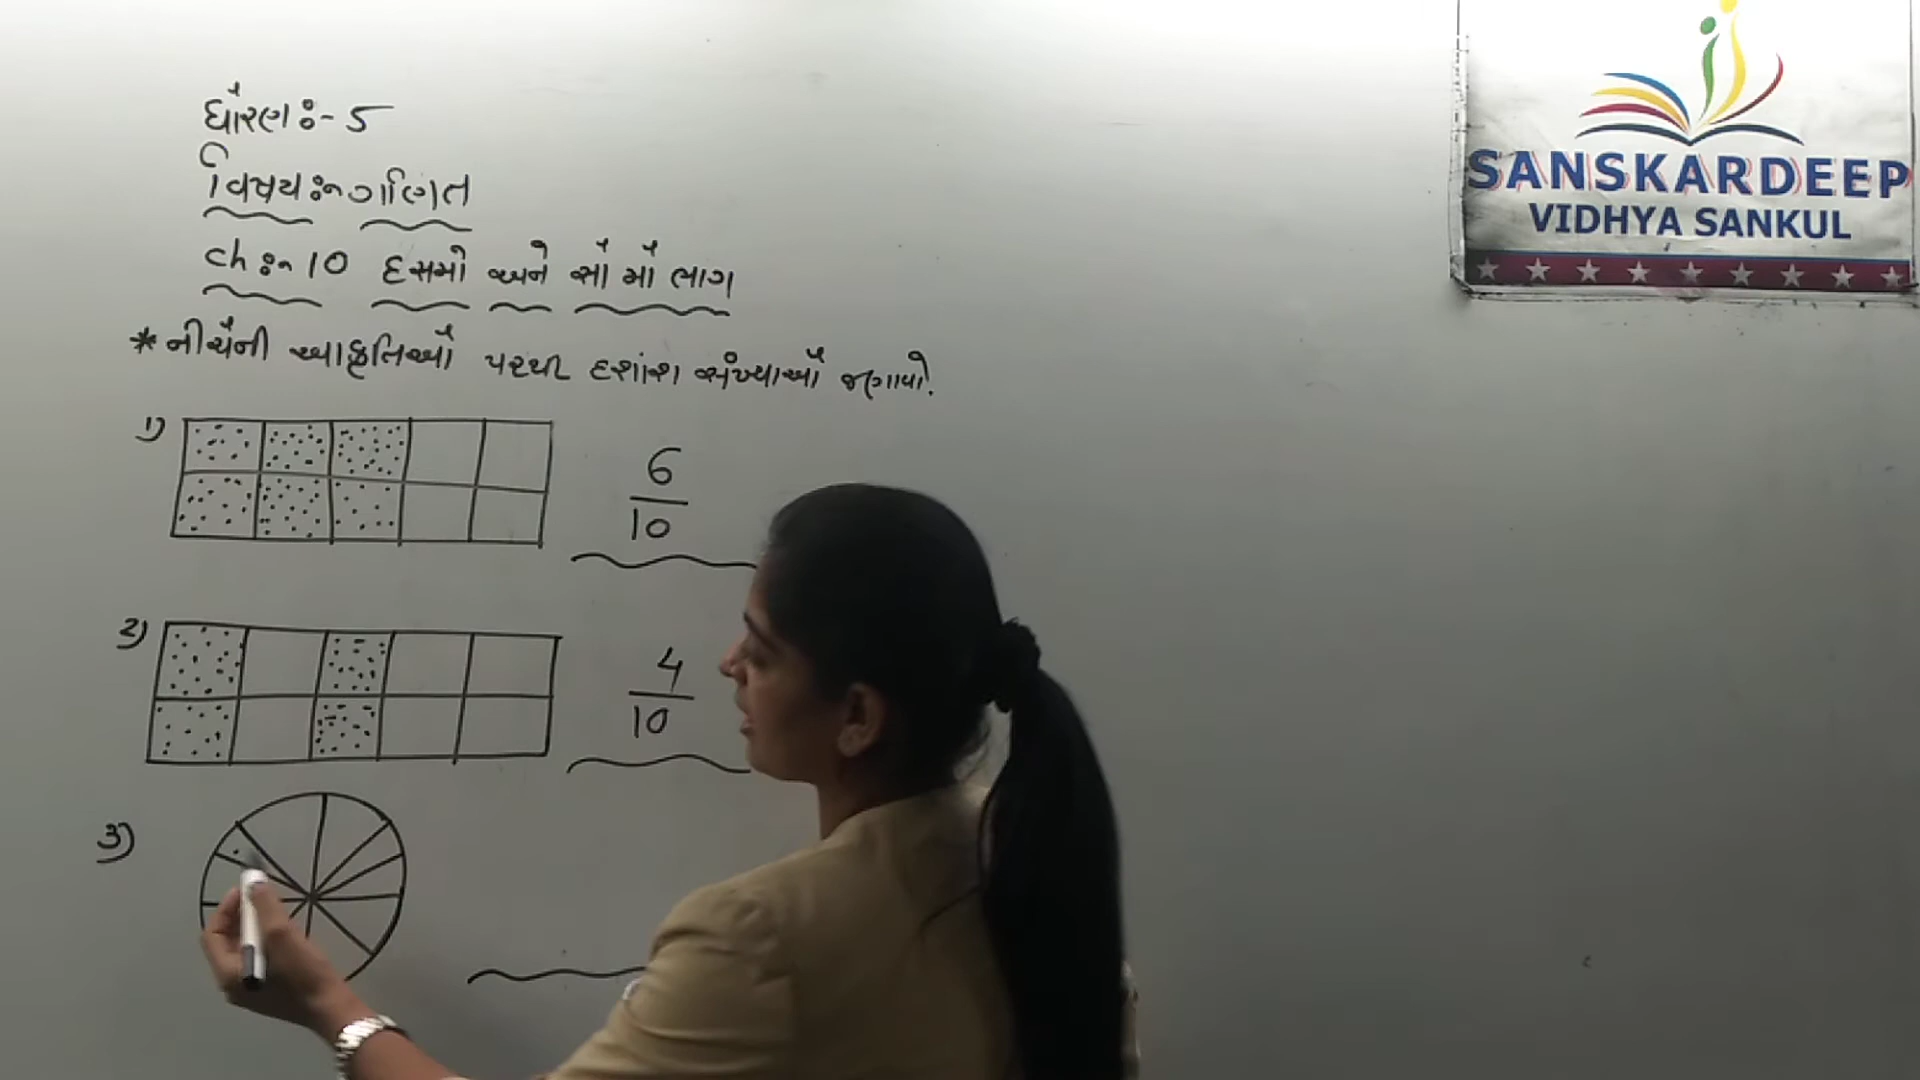 ધોરણ :- 5
વિષય :- ગણિત
ch :- 10 દસમો અને સો મો ભાગ
* નીચેની આકૃતિઓ પરથી દશાંશ સંખ્યાઓ જણાવો.
1)
6
10
2)
4
10
3)
SANSKARDEEP
VIDHYA SANKUL